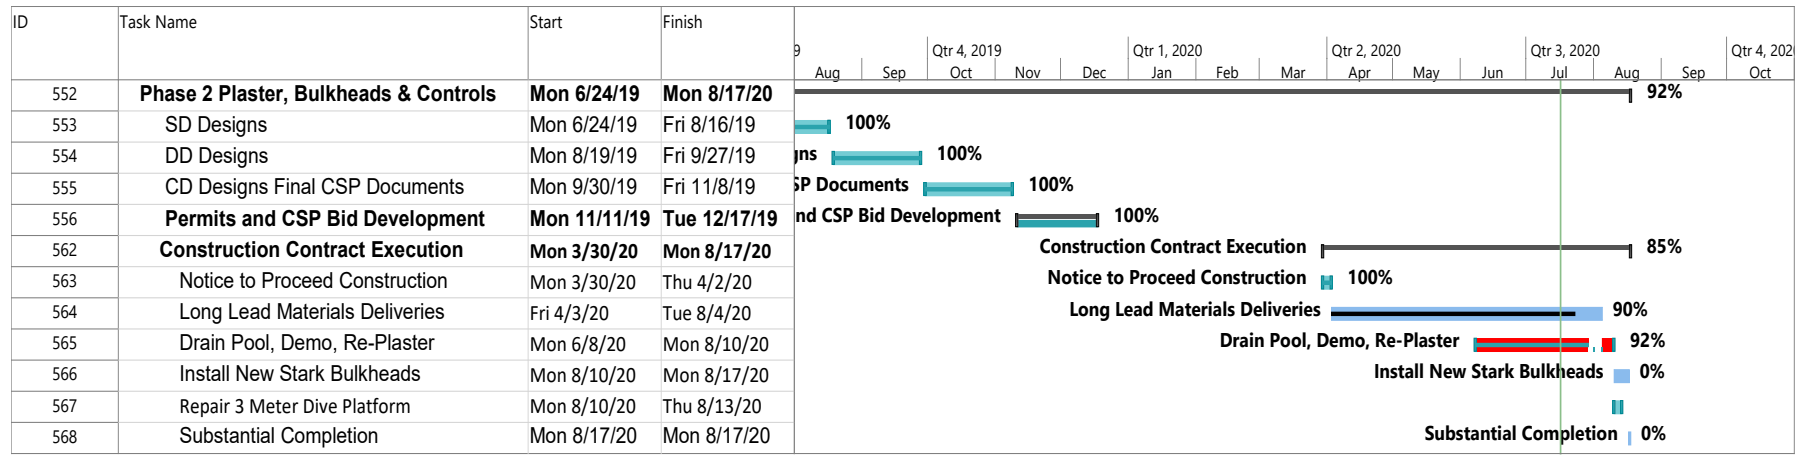 ID Task Name Start Finish
9 Qtr 4, 2019 Qtr 1, 2020 Qtr 2, 2020 Qtr 3, 2020 Qtr 4, 202
Aug Sep Oct Nov Dec Jan Feb Mar Apr May Jun Jul Aug Sep Oct
552 Phase 2 Plaster, Bulkheads & Controls Mon 6/24/19 Mon 8/17/20 92%
553 SD Designs Mon 6/24/19 Fri 8/16/19 100%
554 DD Designs Mon 8/19/19 Fri 9/27/19 gns 100%
555 CD Designs Final CSP Documents Mon 9/30/19 Fri 11/8/19 SP Documents 100%
556 Permits and CSP Bid Development Mon 11/11/19 Tue 12/17/19 nd CSP Bid Development 100%
562 Construction Contract Execution Mon 3/30/20 Mon 8/17/20 Construction Contract Execution 85%
563 Notice to Proceed Construction Mon 3/30/20 Thu 4/2/20 Notice to Proceed Construction 100%
564 Long Lead Materials Deliveries Fri 4/3/20 Tue 8/4/20 Long Lead Materials Deliveries 90%
565 Drain Pool, Demo, Re-Plaster Mon 6/8/20 Mon 8/10/20 Drain Pool, Demo, Re-Plaster 92%
566 Install New Stark Bulkheads Mon 8/10/20 Mon 8/17/20 Install New Stark Bulkheads 0%
567 Repair 3 Meter Dive Platform Mon 8/10/20 Thu 8/13/20
568 Substantial Completion Mon 8/17/20 Mon 8/17/20 Substantial Completion 0%